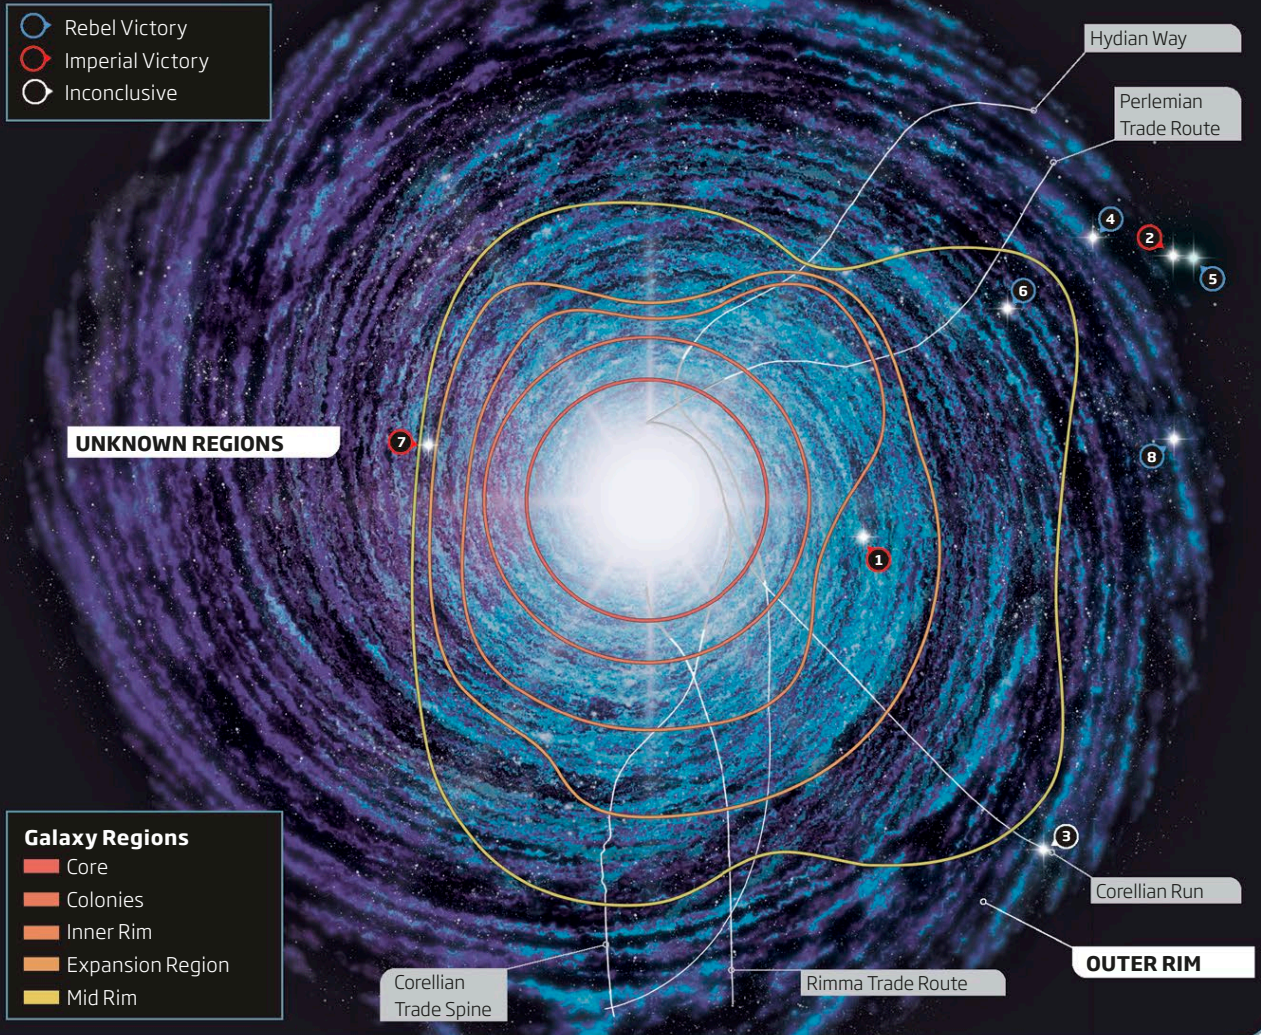 Rebel Victory
Imperial Victory
Inconclusive
Hydian Way
Perlemian
Trade Route
4
2
5
6
UNKNOWN REGIONS
7
8
1
3
Galaxy Regions
Core
Colonies
Inner Rim
Expansion Region
Mid Rim
Corellian Run
OUTER RIM
Corellian
Trade Spine
Rimma Trade Route